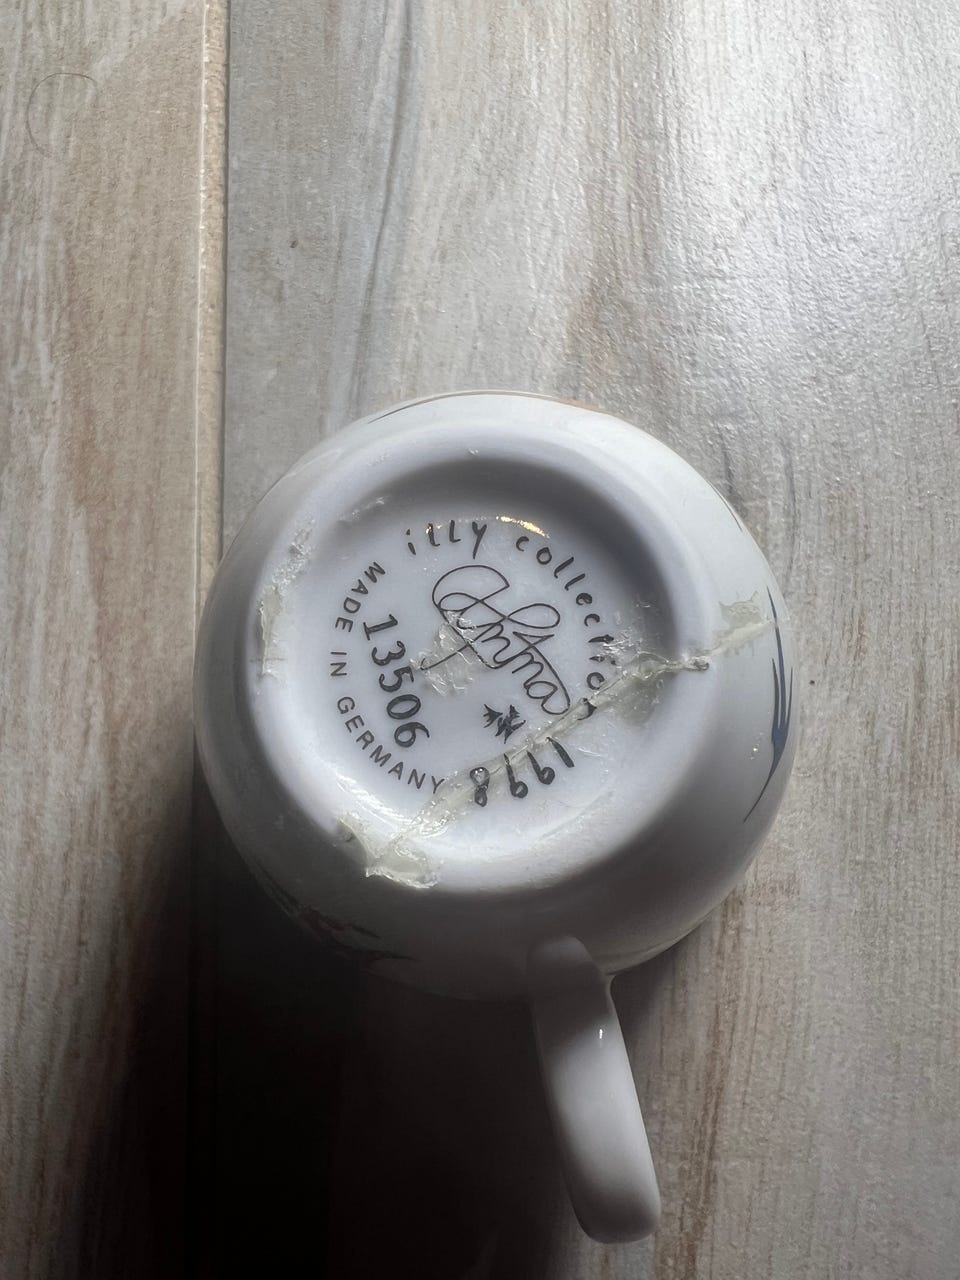 illy collection
1998
MADE IN GERMANY
13506